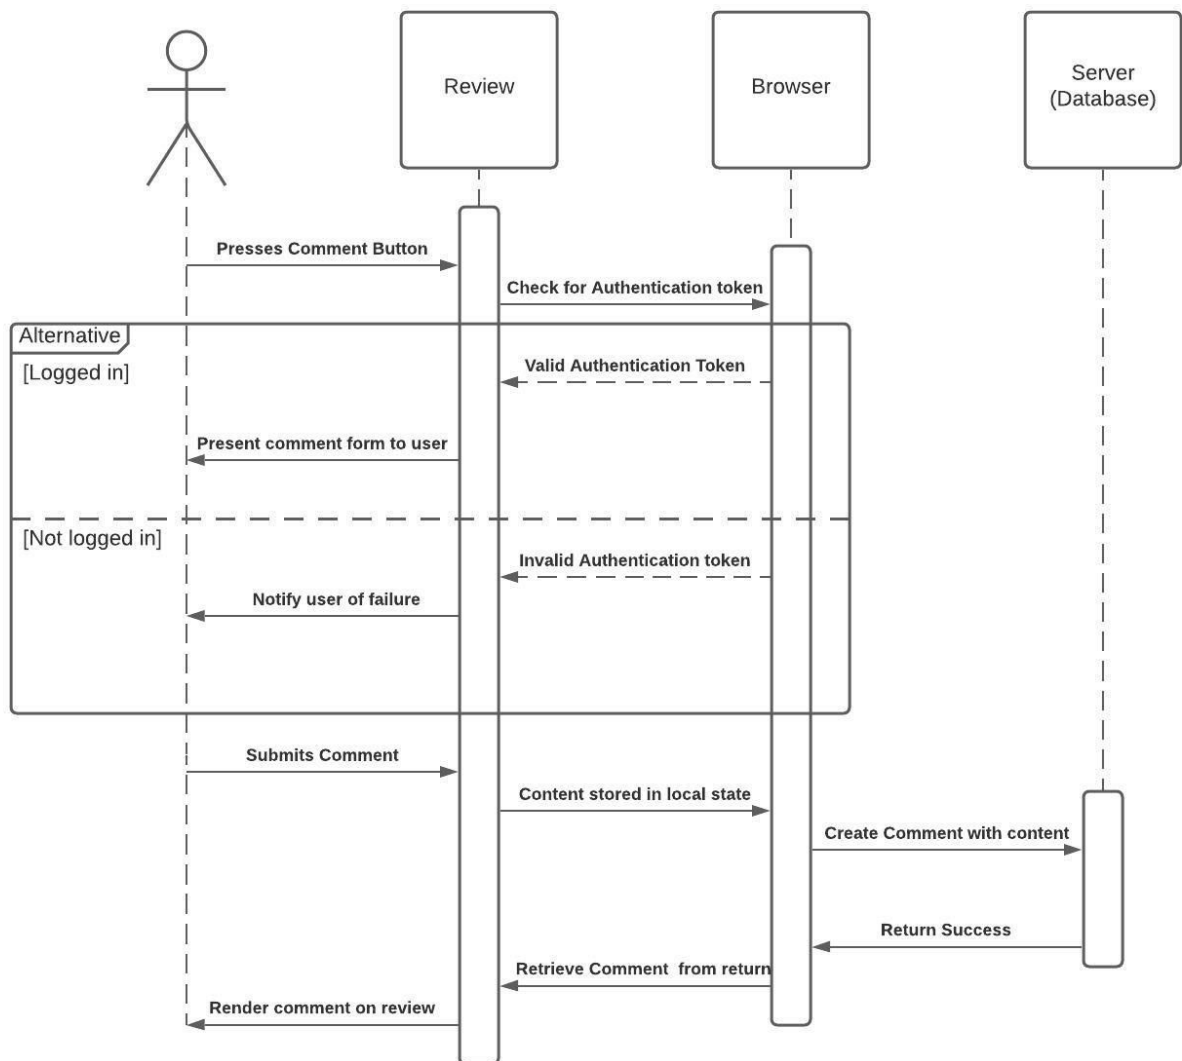 Review
Browser
Server
(Database)
Presses Comment Button
Check for Authentication token
Alternative
[Logged in]
Valid Authentication Token
Present comment form to user
[Not logged in]
Invalid Authentication token
Notify user of failure
Submits Comment
Content stored in local state
Create Comment with content
Return Success
Retrieve Comment  from return
Render comment on review